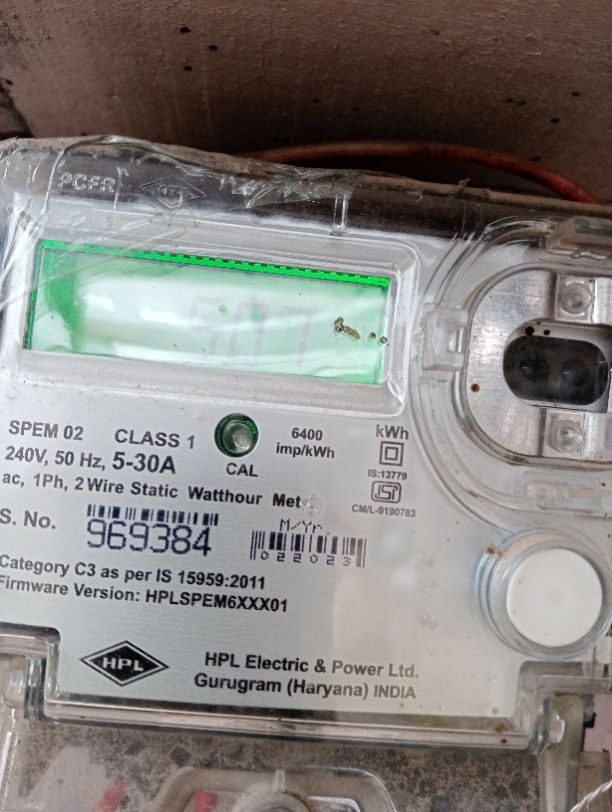 PCFR
SPEM 02 CLASS 1
240V, 50 Hz, 5-30A
ac, 1Ph, 2 Wire Static Watthour
CAL
6400
imp/kWh
kWh
IS:13779
ISI
CM/L-9190783
S. No.
969384
M/Yr.
022023
Category C3 as per IS 15959:2011
Firmware Version: HPLSPEM6XXX01
HPL
HPL Electric & Power Ltd.
Gurugram (Haryana) INDIA